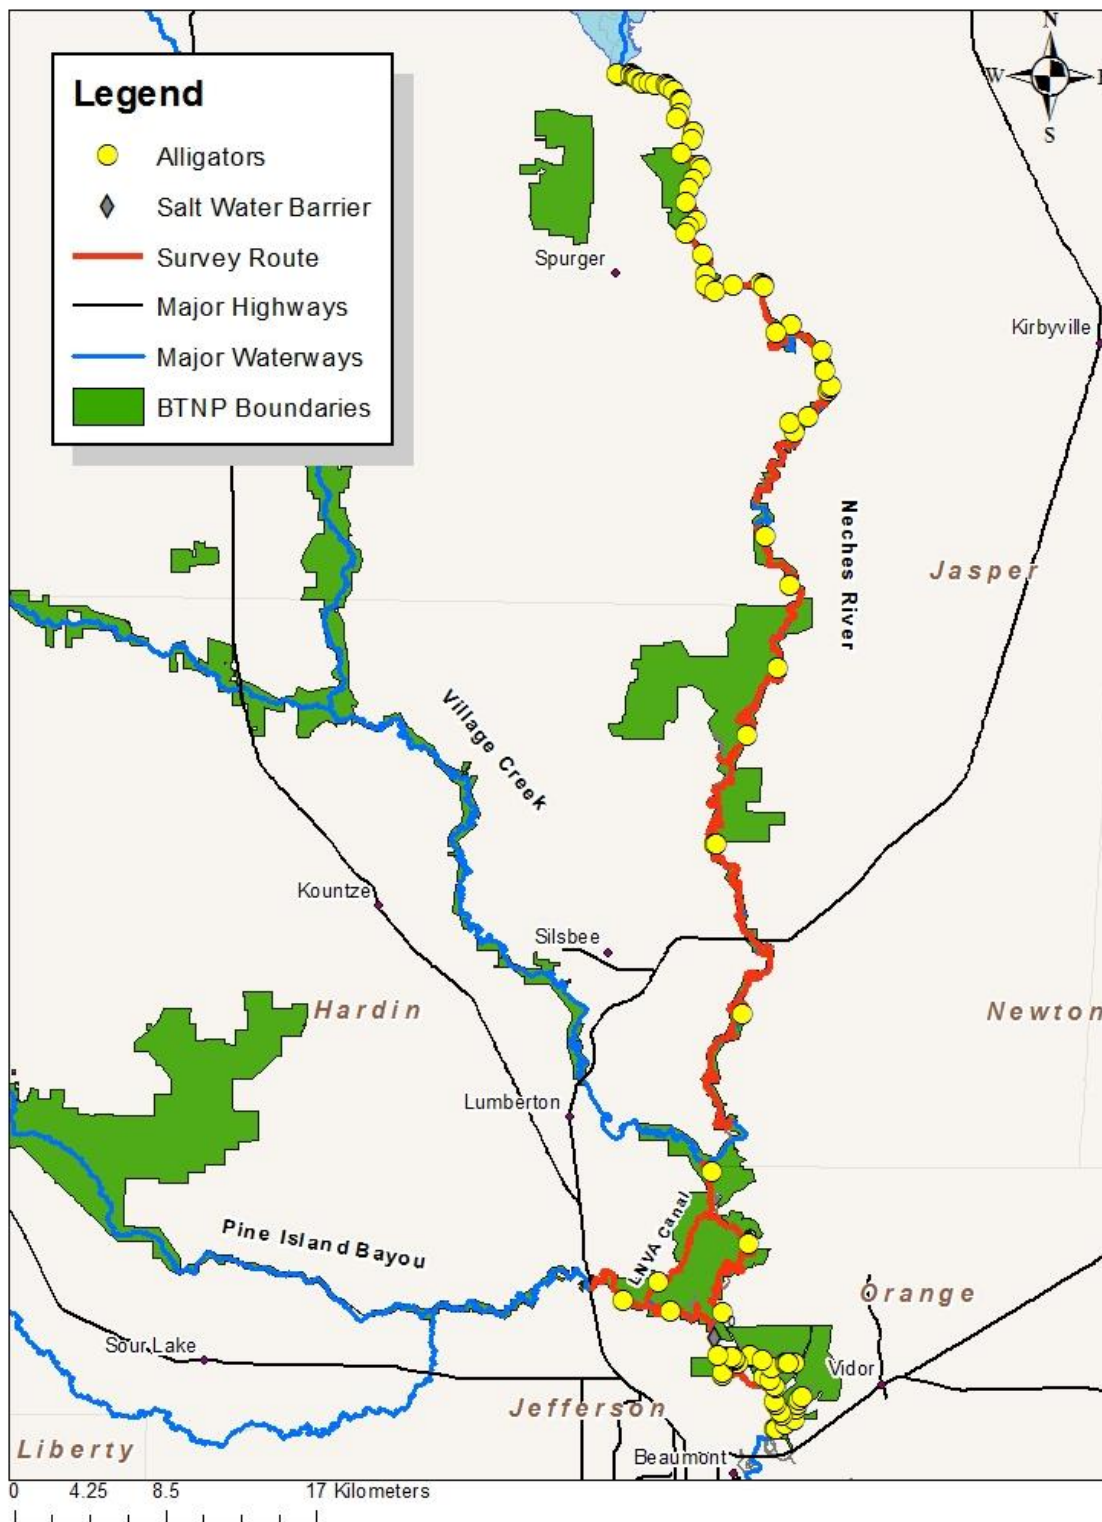 N
W
E
S
Legend
Alligators
Salt Water Barrier
Survey Route
Major Highways
Major Waterways
BTNP Boundaries
Spurger
Kirbyville
Neches River
Jasper
Village Creek
Kountze
Silsbee
Hardin
Newton
Lumberton
LNVA Canal
Pine Island Bayou
Orange
Sour Lake
Vidor
Jefferson
Liberty
Beaumont
0 4.25 8.5 17 Kilometers